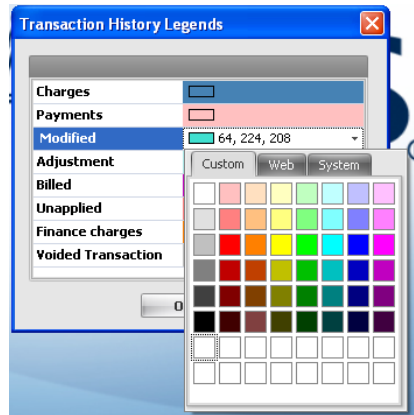 Transaction History Legends
Charges
Payments
Modified 64, 224, 208
Adjustment
Custom Web System
Billed
Unapplied
Finance charges
Voided Transaction
O
S